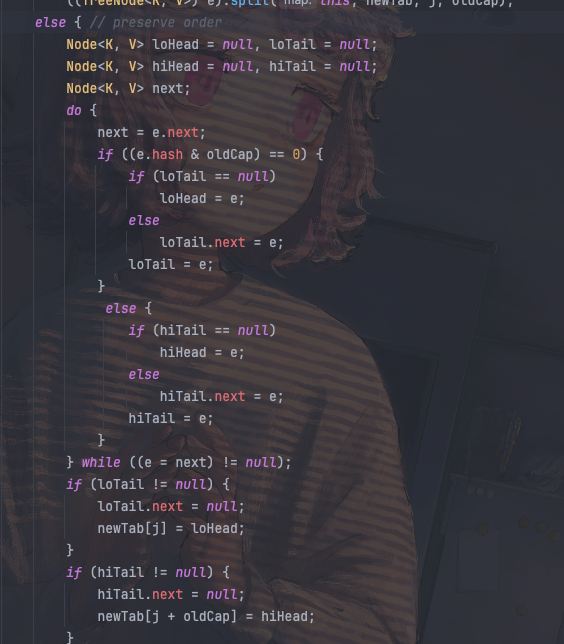 ((TreeNode<K, V>) e).split( map: this, newTab, j, oldCap);
else { // preserve order
Node<K, V> loHead = null, loTail = null;
Node<K, V> hiHead = null, hiTail = null;
Node<K, V> next;
do {
next = e.next;
if ((e.hash & oldCap) == 0) {
if (loTail == null)
loHead = e;
else
loTail.next = e;
loTail = e;
}
else {
if (hiTail == null)
hiHead = e;
else
hiTail.next = e;
hiTail = e;
}
} while ((e = next) != null);
if (loTail != null) {
loTail.next = null;
newTab[j] = loHead;
}
if (hiTail != null) {
hiTail.next = null;
newTab[j + oldCap] = hiHead;
}